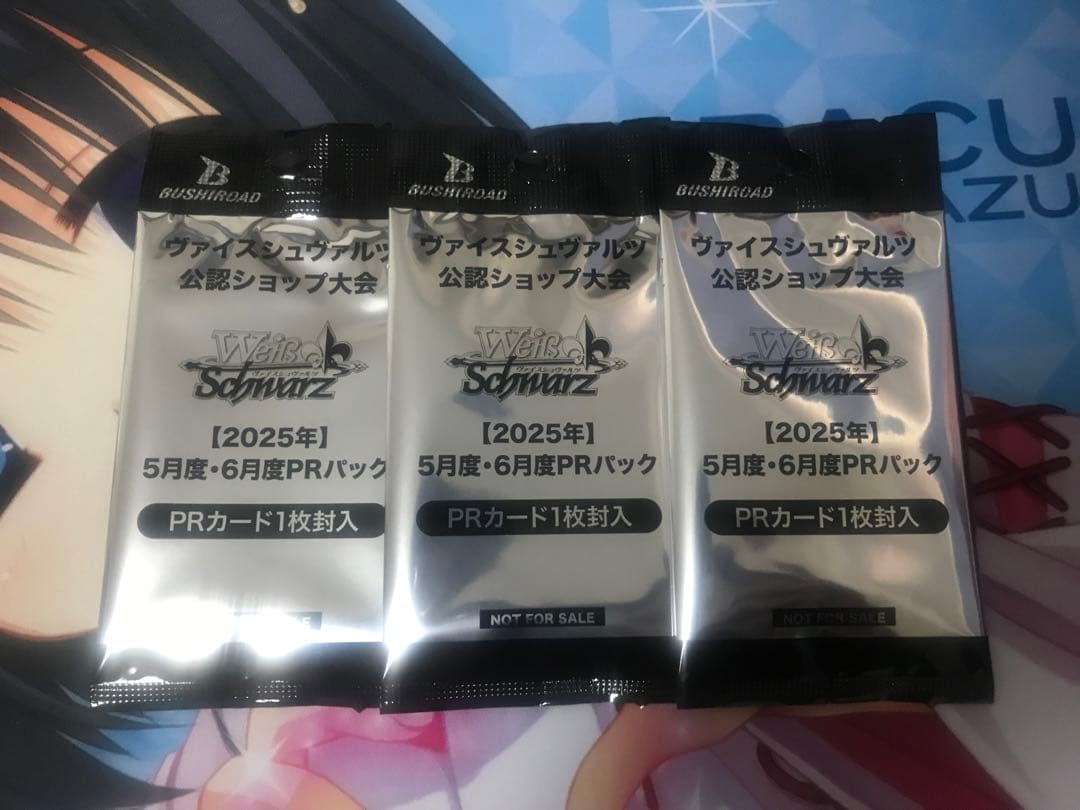 BUSHIROAD
ヴァイスシュヴァルツ
公認ショップ大会
Weiß
ヴァイスシュヴァルツ
Schwarz
【2025年】
5月度・6月度PRパック
PRカード1枚封入
BUSHIROAD
ヴァイスシュヴァルツ
公認ショップ大会
Weiß
ヴァイスシュヴァルツ
Schwarz
【2025年】
5月度・6月度PRパック
PRカード1枚封入
NOT FOR SALE
BUSHIROAD
ヴァイスシュヴァルツ
公認ショップ大会
Weiß
ヴァイスシュヴァルツ
Schwarz
【2025年】
5月度・6月度PRパック
PRカード1枚封入
NOT FOR SALE